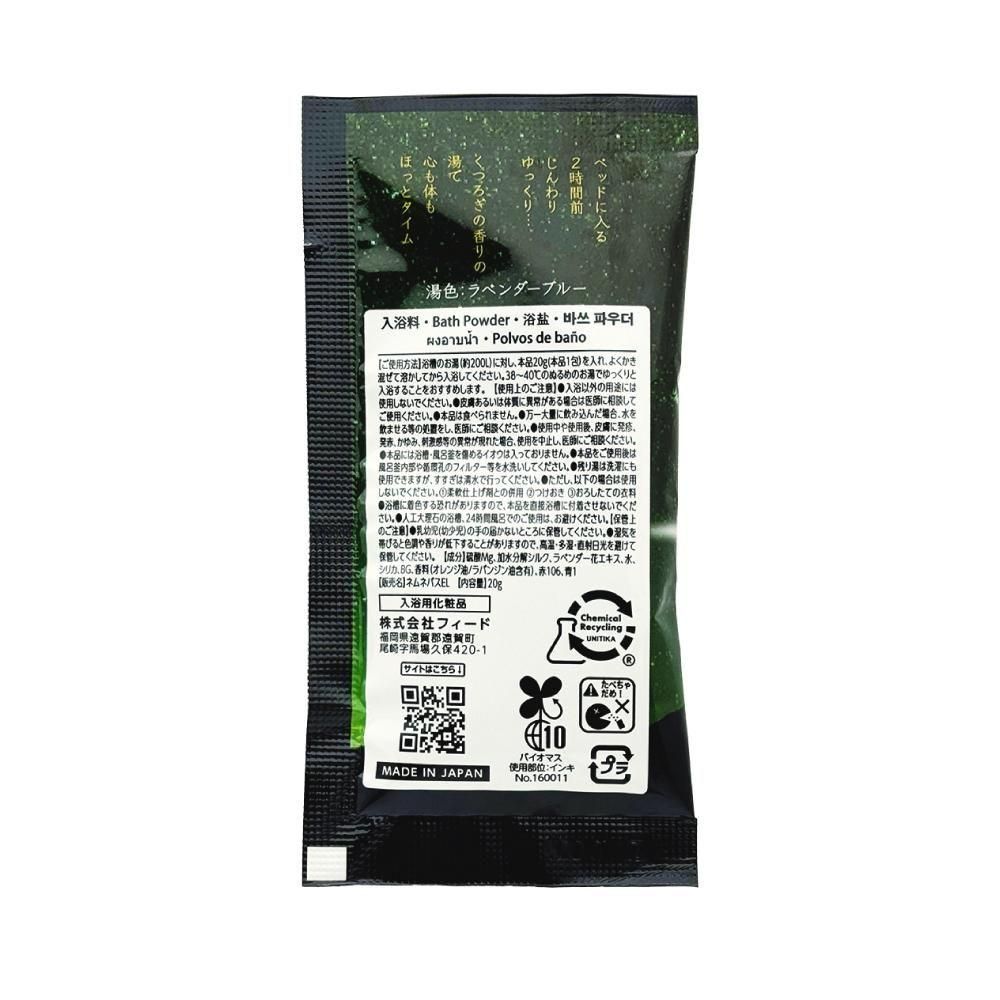 ベッドに入る
2時間前
じんわり…
ゆっくり…
くつろぎの香りの
湯で
心も体も
ほっとタイム
湯色：ラベンダーブルー
入浴料・Bath Powder・浴盐・바쓰 파우더
ผงอาบน้ำ・Polvos de baño
【ご使用方法】浴槽のお湯(約200L)に対し、本品20g(本品1包)を入れ、よくかき
混ぜて溶かしてから入浴してください。38～40℃のぬるめのお湯でゆっくりと
入浴することをおすすめします。【使用上のご注意】●入浴以外の用途には
使用しないでください。●皮膚あるいは体質に異常がある場合は医師に相談して
ご使用ください。●本品は食べられません。●万一大量に飲み込んだ場合、水を
飲ませる等の処置をし、医師にご相談ください。●使用中や使用後、皮膚に発疹、
発赤、かゆみ、刺激感等の異常が現れた場合、使用を中止し、医師にご相談ください。
●本品には浴槽・風呂釜を傷めるイオウは入っておりません。●本品をご使用後は
風呂釜内部や循環孔のフィルター等を水洗いしてください。●残り湯は洗濯にも
使用できますが、すすぎは清水で行ってください。●ただし、以下の場合は使用
しないでください。①柔軟仕上げ剤との併用 ②つけおき ③おろしたての衣料
●浴槽に着色する恐れがありますので、本品を直接浴槽に付着させないでくだ
さい。●人工大理石の浴槽、24時間風呂でのご使用は、お避けください。【保管上
のご注意】●乳幼児(幼少児)の手の届かないところに保管してください。●湿気を
帯びると色調や香りが低下することがありますので、高温・多湿・直射日光を避けて
保管してください。【成分】硫酸Mg、加水分解シルク、ラベンダー花エキス、水、
シリカ、BG、香料(オレンジ油/ラバンジン油含有)、赤106、青1
【販売名】ネムネバスEL 【内容量】20g
入浴用化粧品
株式会社フィード
福岡県遠賀郡遠賀町
尾崎字馬場久保420-1
サイトはこちら↓
MADE IN JAPAN
Chemical
Recycling
UNITIKA
®
たべちゃ
だめ!
10
バイオマス
使用部位：インキ
No.160011
プラ